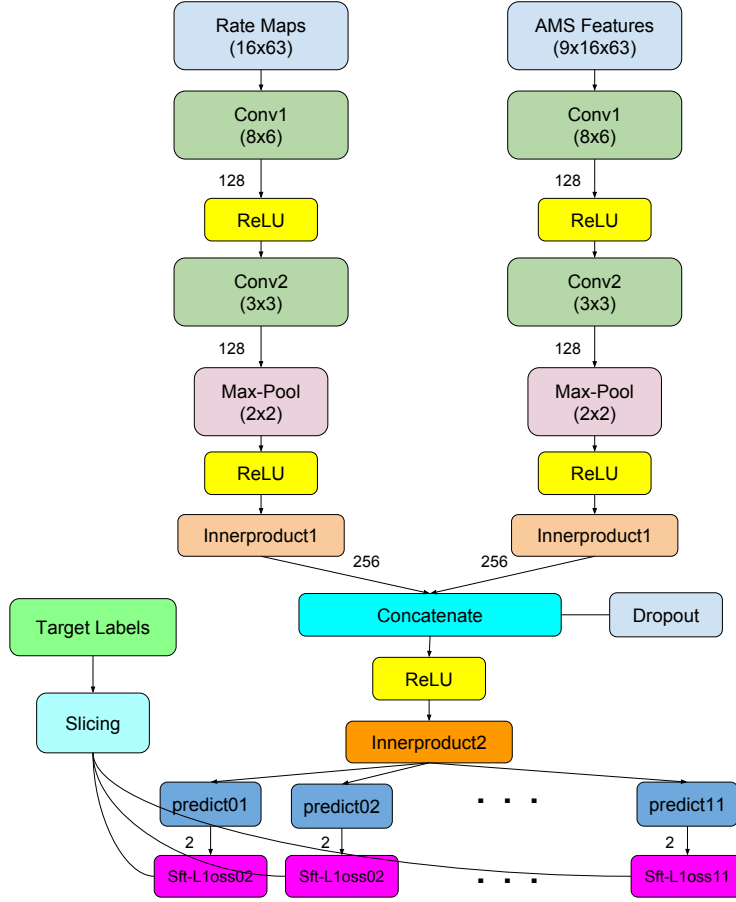 Rate Maps
(16x63)
AMS Features
(9x16x63)
Conv1
(8x6)
Conv1
(8x6)
128
128
ReLU
ReLU
Conv2
(3x3)
Conv2
(3x3)
128
128
Max-Pool
(2x2)
Max-Pool
(2x2)
ReLU
ReLU
Innerproduct1
Innerproduct1
256
256
Target Labels
Concatenate
Dropout
ReLU
Slicing
Innerproduct2
predict01
predict02
. . .
predict11
2
2
2
Sft-L1oss02
Sft-L1oss02
. . .
Sft-L1oss11